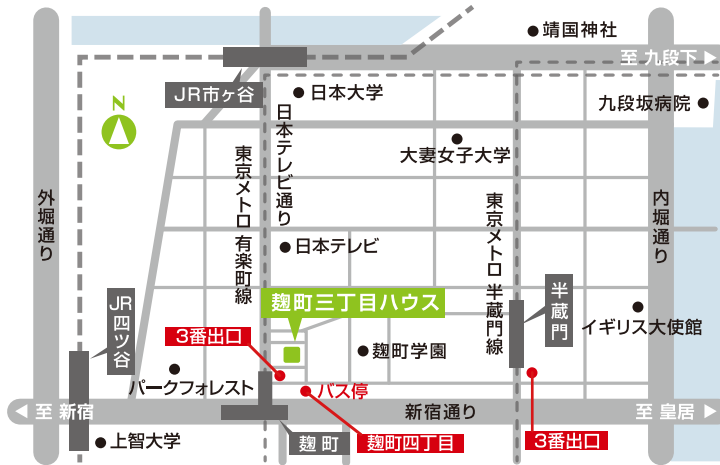 靖国神社
至 九段下
JR市ヶ谷
日本大学
九段坂病院
N
日本テレビ通り
大妻女子大学
東京メトロ 有楽町線
外堀通り
内堀通り
東京メトロ 半蔵門線
日本テレビ
半蔵門
麹町三丁目ハウス
JR四ツ谷
イギリス大使館
3番出口
麹町学園
パークフォレスト
バス停
至 新宿
新宿通り
至 皇居
上智大学
麹町
麹町四丁目
3番出口